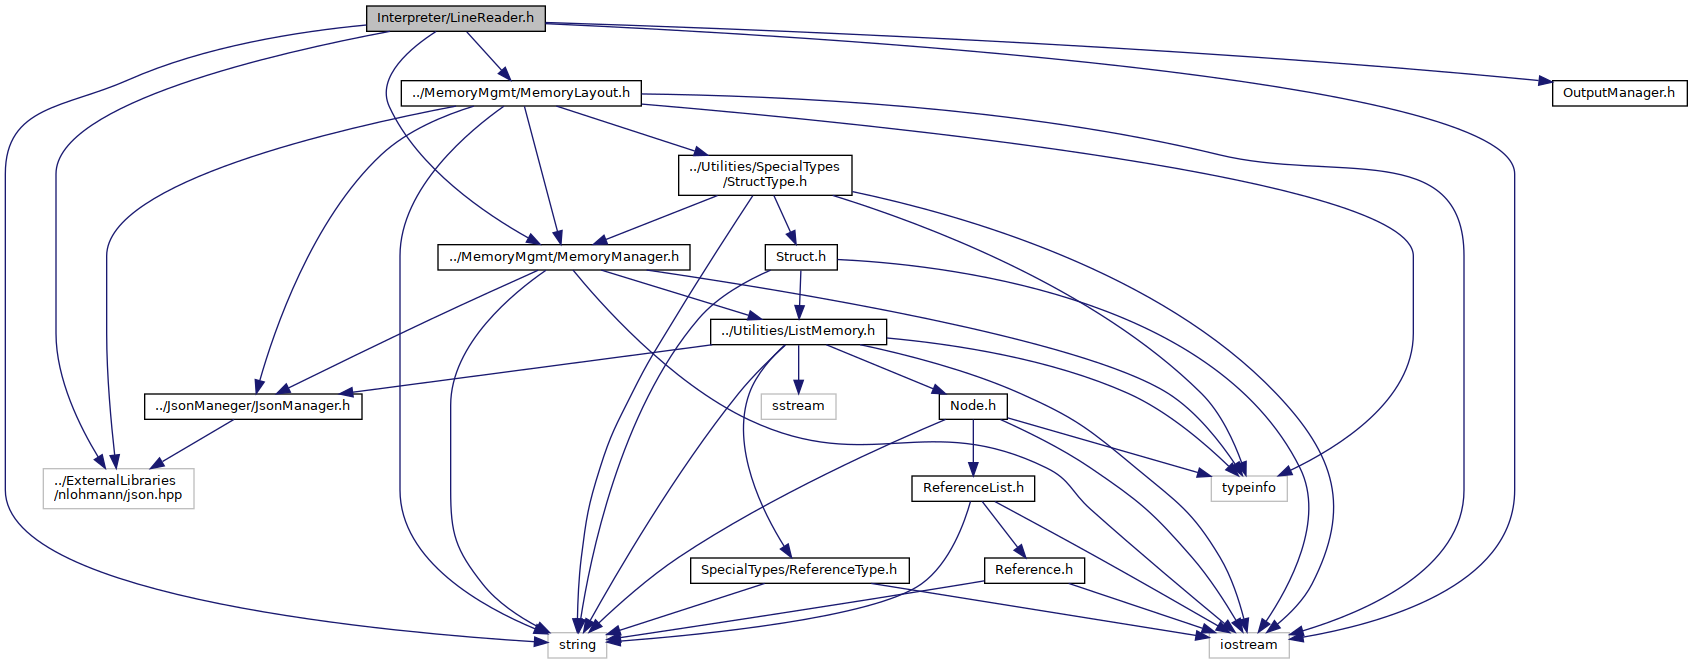 Interpreter/LineReader.h
../MemoryMgmt/MemoryLayout.h
OutputManager.h
../Utilities/SpecialTypes
/StructType.h
../MemoryMgmt/MemoryManager.h
Struct.h
../Utilities/ListMemory.h
../JsonManeger/JsonManager.h
sstream
Node.h
../ExternalLibraries
/nlohmann/json.hpp
ReferenceList.h
typeinfo
SpecialTypes/ReferenceType.h
Reference.h
string
iostream